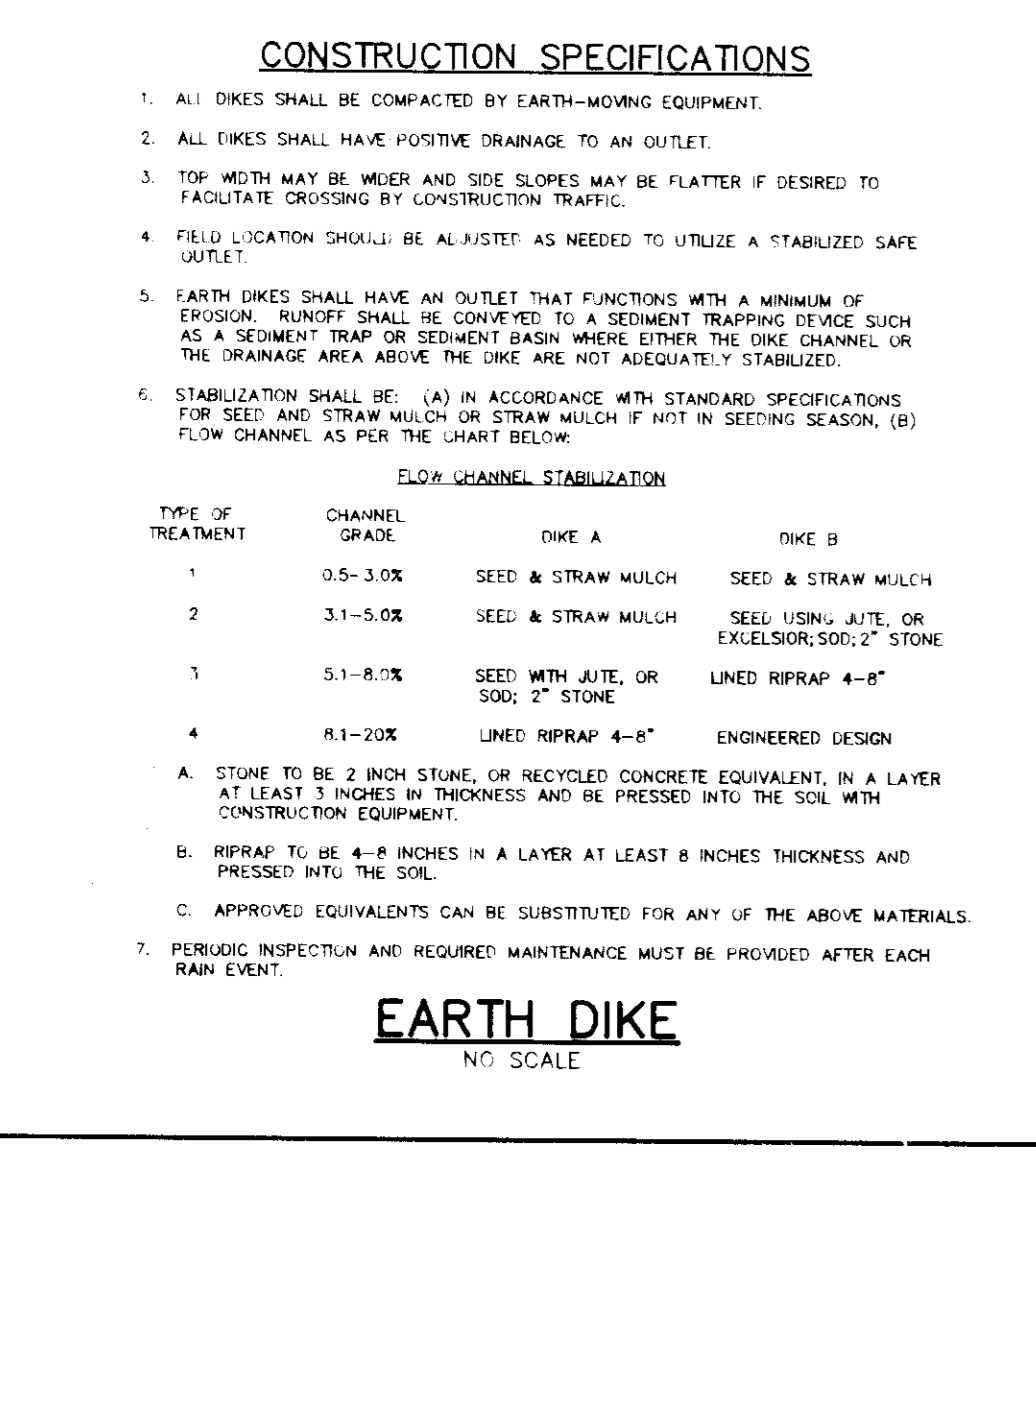 CONSTRUCTION SPECIFICATIONS
1. ALL DIKES SHALL BE COMPACTED BY EARTH-MOVING EQUIPMENT.
2. ALL DIKES SHALL HAVE POSITIVE DRAINAGE TO AN OUTLET.
3. TOP WIDTH MAY BE WIDER AND SIDE SLOPES MAY BE FLATTER IF DESIRED TO
FACILITATE CROSSING BY CONSTRUCTION TRAFFIC.
4. FIELD LOCATION SHOULD BE ADJUSTED AS NEEDED TO UTILIZE A STABILIZED SAFE
OUTLET.
5. EARTH DIKES SHALL HAVE AN OUTLET THAT FUNCTIONS WITH A MINIMUM OF
EROSION. RUNOFF SHALL BE CONVEYED TO A SEDIMENT TRAPPING DEVICE SUCH
AS A SEDIMENT TRAP OR SEDIMENT BASIN WHERE EITHER THE DIKE CHANNEL OR
THE DRAINAGE AREA ABOVE THE DIKE ARE NOT ADEQUATELY STABILIZED.
6. STABILIZATION SHALL BE: (A) IN ACCORDANCE WITH STANDARD SPECIFICATIONS
FOR SEED AND STRAW MULCH OR STRAW MULCH IF NOT IN SEEDING SEASON, (B)
FLOW CHANNEL AS PER THE CHART BELOW:
FLOW CHANNEL STABILIZATION
TYPE OF CHANNEL
TREATMENT GRADE DIKE A DIKE B
1 0.5-3.0% SEED & STRAW MULCH SEED & STRAW MULCH
2 3.1-5.0% SEED & STRAW MULCH SEED USING JUTE, OR
EXCELSIOR; SOD; 2" STONE
3 5.1-8.0% SEED WITH JUTE, OR LINED RIPRAP 4-8"
SOD; 2" STONE
4 8.1-20% LINED RIPRAP 4-8" ENGINEERED DESIGN
A. STONE TO BE 2 INCH STONE, OR RECYCLED CONCRETE EQUIVALENT, IN A LAYER
AT LEAST 3 INCHES IN THICKNESS AND BE PRESSED INTO THE SOIL WITH
CONSTRUCTION EQUIPMENT.
B. RIPRAP TO BE 4-8 INCHES IN A LAYER AT LEAST 8 INCHES THICKNESS AND
PRESSED INTO THE SOIL.
C. APPROVED EQUIVALENTS CAN BE SUBSTITUTED FOR ANY OF THE ABOVE MATERIALS.
7. PERIODIC INSPECTION AND REQUIRED MAINTENANCE MUST BE PROVIDED AFTER EACH
RAIN EVENT.
EARTH DIKE
NO SCALE